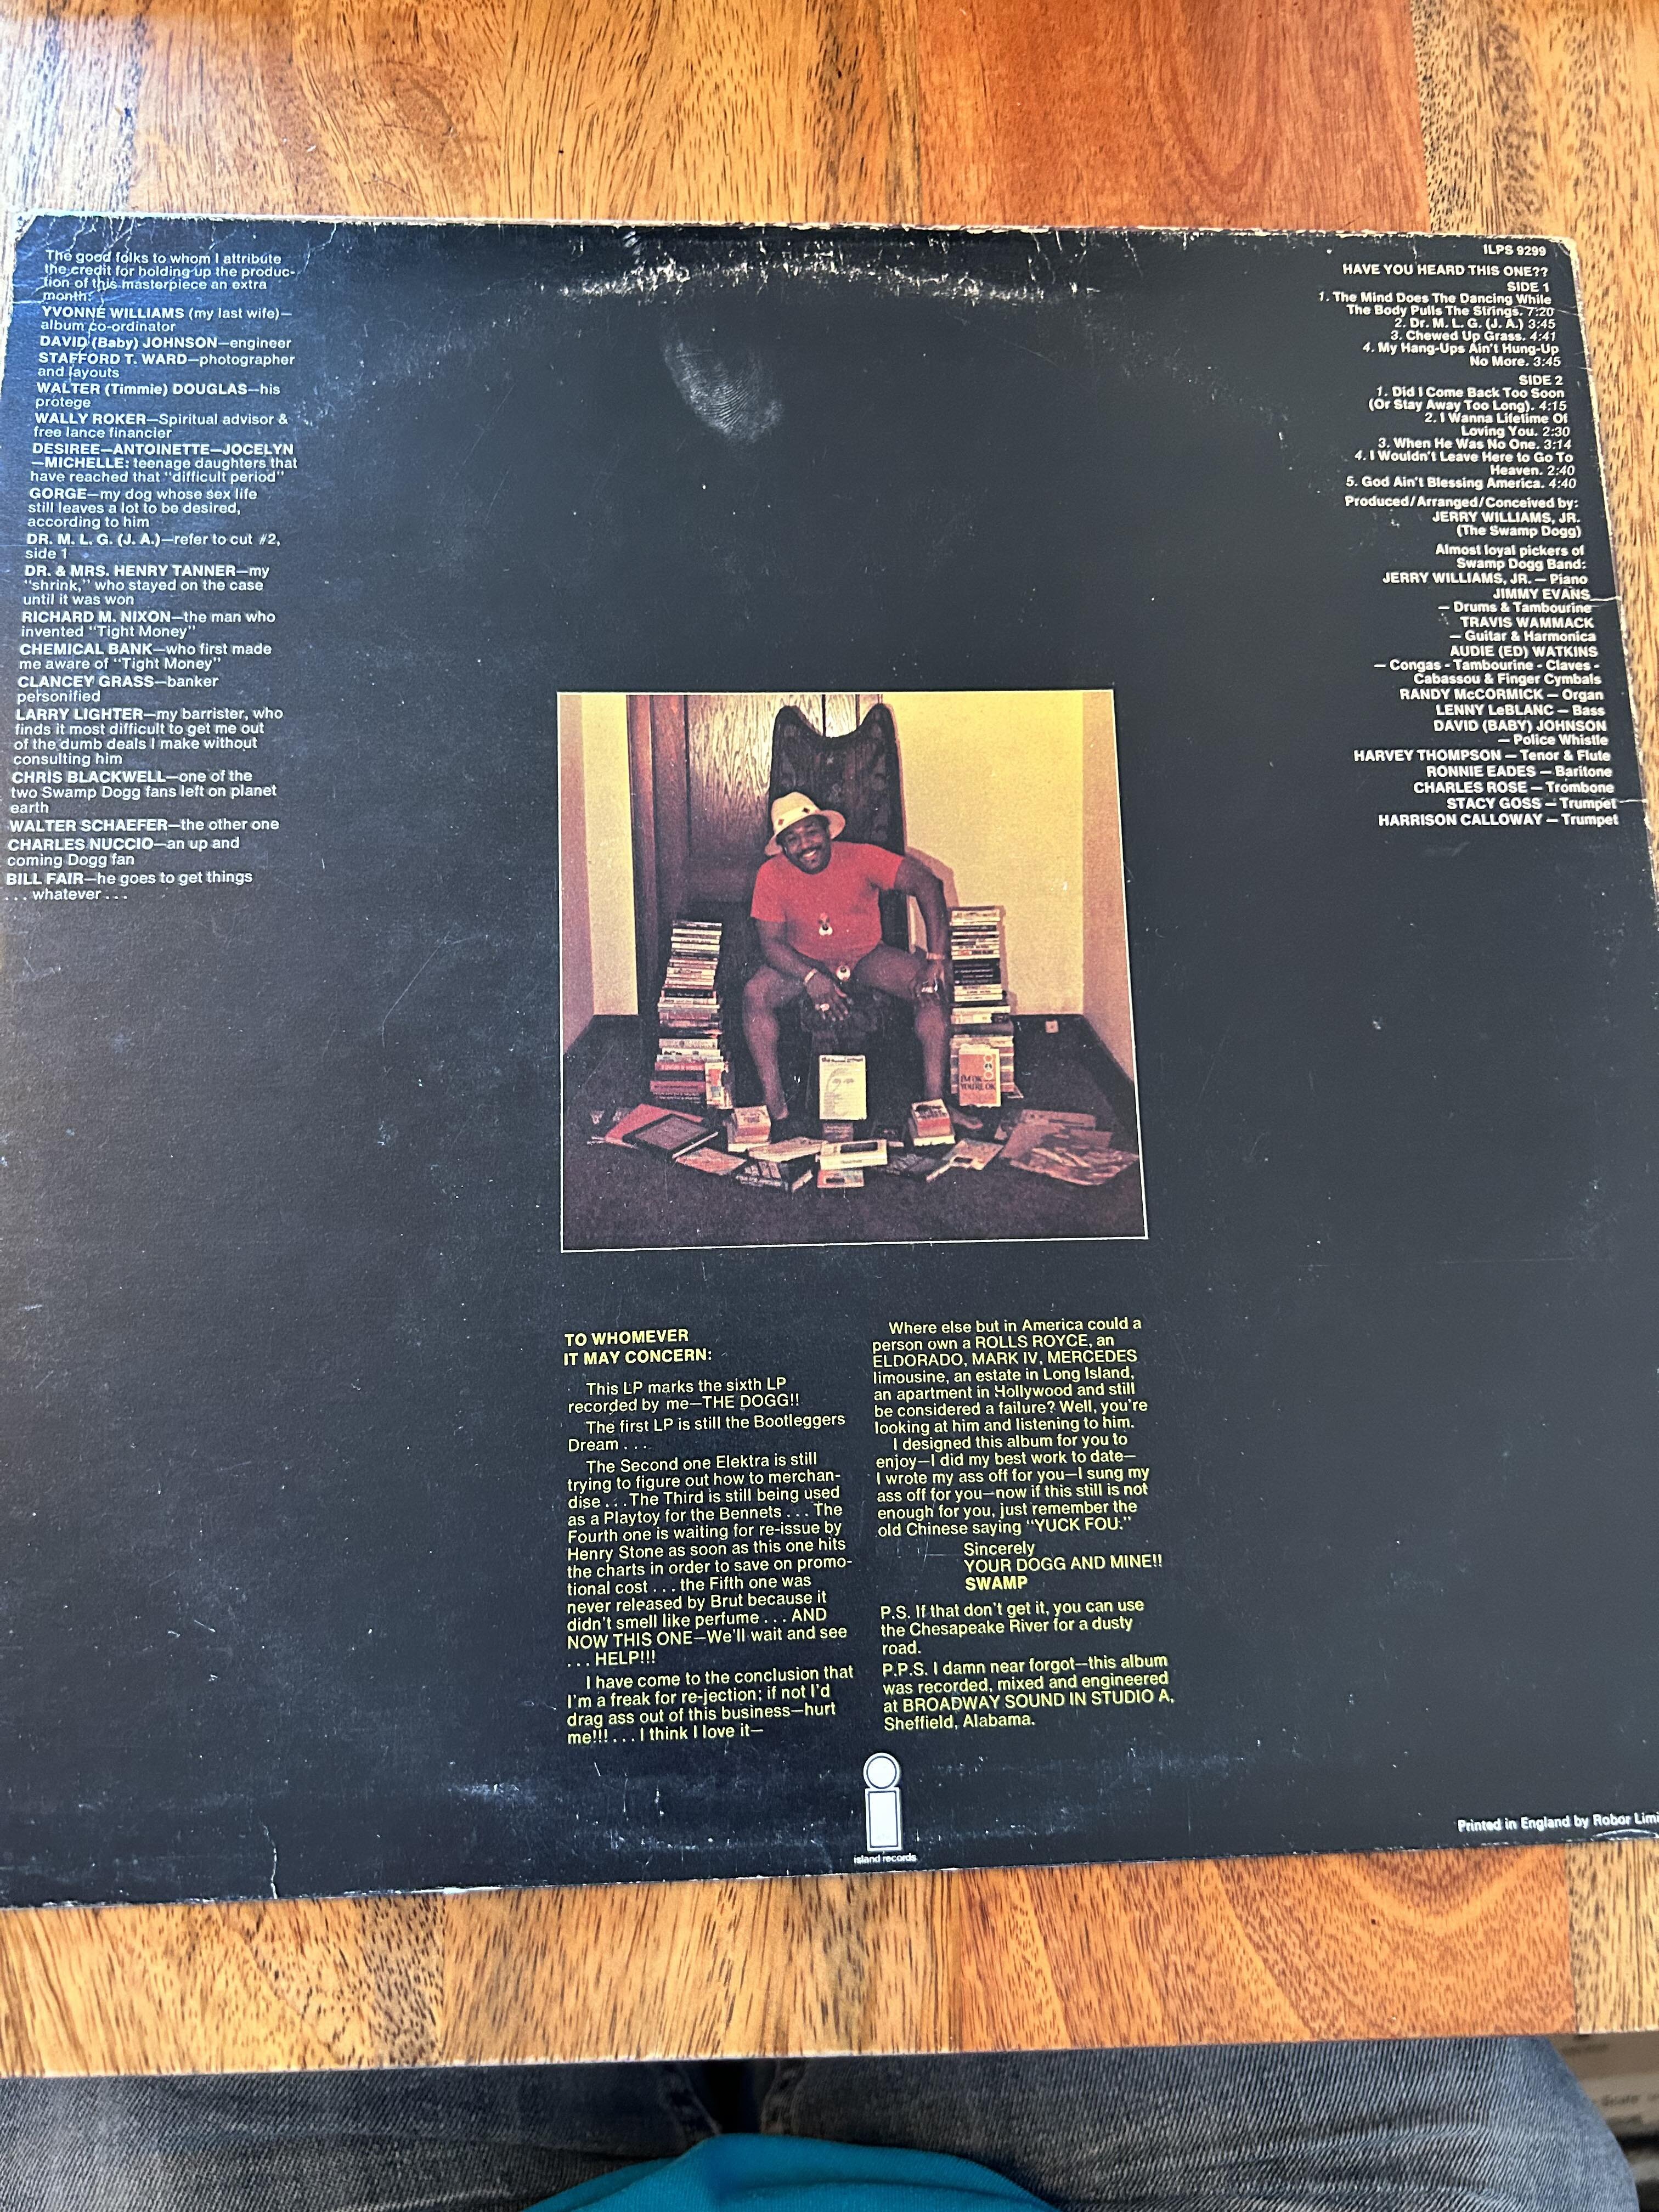 The good folks to whom I attribute
the credit for holding up the produc-
tion of this masterpiece an extra
month:
YVONNE WILLIAMS (my last wife)—
album co-ordinator
DAVID (Baby) JOHNSON—engineer
STAFFORD T. WARD—photographer
and layouts
WALTER (Timmie) DOUGLAS—his
protege
WALLY ROKER—Spiritual advisor &
free lance financier
DESIREE—ANTOINETTE—JOCELYN
—MICHELLE: teenage daughters that
have reached that "difficult period"
GORGE—my dog whose sex life
still leaves a lot to be desired,
according to him
DR. M. L. G. (J. A.)—refer to cut #2,
side 1
DR. & MRS. HENRY TANNER—my
"shrink," who stayed on the case
until it was won
RICHARD M. NIXON—the man who
invented "Tight Money"
CHEMICAL BANK—who first made
me aware of "Tight Money"
CLANCEY GRASS—banker
personified
LARRY LIGHTER—my barrister, who
finds it most difficult to get me out
of the dumb deals I make without
consulting him
CHRIS BLACKWELL—one of the
two Swamp Dogg fans left on planet
earth
WALTER SCHAEFER—the other one
CHARLES NUCCIO—an up and
coming Dogg fan
BILL FAIR—he goes to get things
. . . whatever . . .
ILPS 9299
HAVE YOU HEARD THIS ONE??
SIDE 1
1. The Mind Does The Dancing While
The Body Pulls The Strings. 7:20
2. Dr. M. L. G. (J. A.) 3:45
3. Chewed Up Grass. 4:41
4. My Hang-Ups Ain't Hung-Up
No More. 3:45
SIDE 2
1. Did I Come Back Too Soon
(Or Stay Away Too Long). 4:15
2. I Wanna Lifetime Of
Loving You. 2:30
3. When He Was No One. 3:14
4. I Wouldn't Leave Here to Go To
Heaven. 2:40
5. God Ain't Blessing America. 4:40
Produced/Arranged/Conceived by:
JERRY WILLIAMS, JR.
(The Swamp Dogg)
Almost loyal pickers of
Swamp Dogg Band:
JERRY WILLIAMS, JR. — Piano
JIMMY EVANS
— Drums & Tambourine
TRAVIS WAMMACK
— Guitar & Harmonica
AUDIE (ED) WATKINS
— Congas - Tambourine - Claves -
Cabassou & Finger Cymbals
RANDY McCORMICK — Organ
LENNY LeBLANC — Bass
DAVID (BABY) JOHNSON
— Police Whistle
HARVEY THOMPSON — Tenor & Flute
RONNIE EADES — Baritone
CHARLES ROSE — Trombone
STACY GOSS — Trumpet
HARRISON CALLOWAY — Trumpet
I'M OK
YOU'RE OK
TO WHOMEVER
IT MAY CONCERN:
This LP marks the sixth LP
recorded by me—THE DOGG!!
The first LP is still the Bootleggers
Dream . . .
The Second one Elektra is still
trying to figure out how to merchan-
dise . . . The Third is still being used
as a Playtoy for the Bennets . . . The
Fourth one is waiting for re-issue by
Henry Stone as soon as this one hits
the charts in order to save on promo-
tional cost . . . the Fifth one was
never released by Brut because it
didn't smell like perfume . . . AND
NOW THIS ONE—We'll wait and see
. . . HELP!!!
I have come to the conclusion that
I'm a freak for re-jection; if not I'd
drag ass out of this business—hurt
me!!! . . . I think I love it—
Where else but in America could a
person own a ROLLS ROYCE, an
ELDORADO, MARK IV, MERCEDES
limousine, an estate in Long Island,
an apartment in Hollywood and still
be considered a failure? Well, you're
looking at him and listening to him.
I designed this album for you to
enjoy—I did my best work to date—
I wrote my ass off for you—I sung my
ass off for you—now if this still is not
enough for you, just remember the
old Chinese saying "YUCK FOU."
Sincerely
YOUR DOGG AND MINE!!
SWAMP
P.S. If that don't get it, you can use
the Chesapeake River for a dusty
road.
P.P.S. I damn near forgot—this album
was recorded, mixed and engineered
at BROADWAY SOUND IN STUDIO A,
Sheffield, Alabama.
island records
Printed in England by Robor Limi